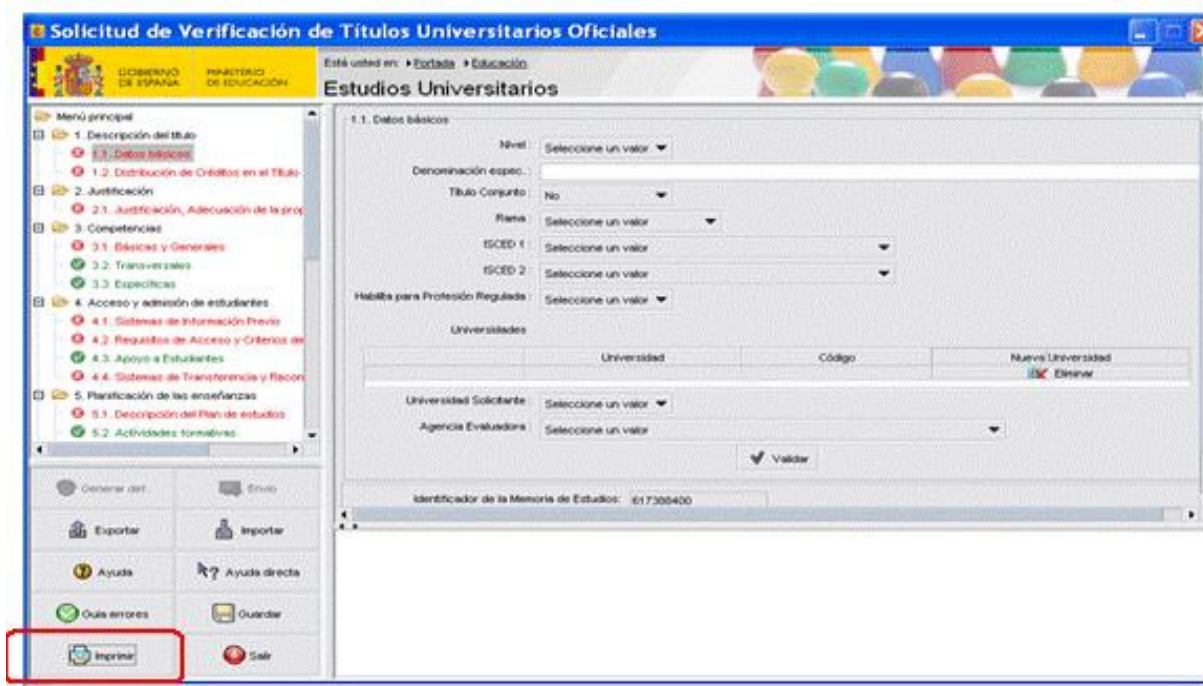 Solicitud de Verificación de Títulos Universitarios Oficiales
GOBIERNO DE ESPAÑA
MINISTERIO DE EDUCACIÓN
Está usted en: Portada Educación
Estudios Universitarios
Menú principal
1. Descripción del título
1.1. Datos básicos
1.2. Distribución de Créditos en el Título
2. Justificación
2.1. Justificación, Adecuación de la prop
3. Competencias
3.1. Básicas y Generales
3.2. Transversales
3.3. Específicas
4. Acceso y admisión de estudiantes
4.1. Sistemas de Información Previo
4.2. Requisitos de Acceso y Criterios de
4.3. Apoyo a Estudiantes
4.4. Sistemas de Transferencia y Recon
5. Planificación de las enseñanzas
5.1. Descripción del Plan de estudios
5.2. Actividades formativas
Generar def.
Envío
Exportar
Importar
Ayuda
Ayuda directa
Guía errores
Guardar
Imprimir
Salir
1.1. Datos básicos
Nivel: Seleccione un valor
Denominación espec.:
Título Conjunto: No
Rama: Seleccione un valor
ISCED 1: Seleccione un valor
ISCED 2: Seleccione un valor
Habilita para Profesión Regulada: Seleccione un valor
Universidades
Universidad Código Nueva Universidad
Eliminar
Universidad Solicitante: Seleccione un valor
Agencia Evaluadora: Seleccione un valor
Validar
Identificador de la Memoria de Estudios: 617388400